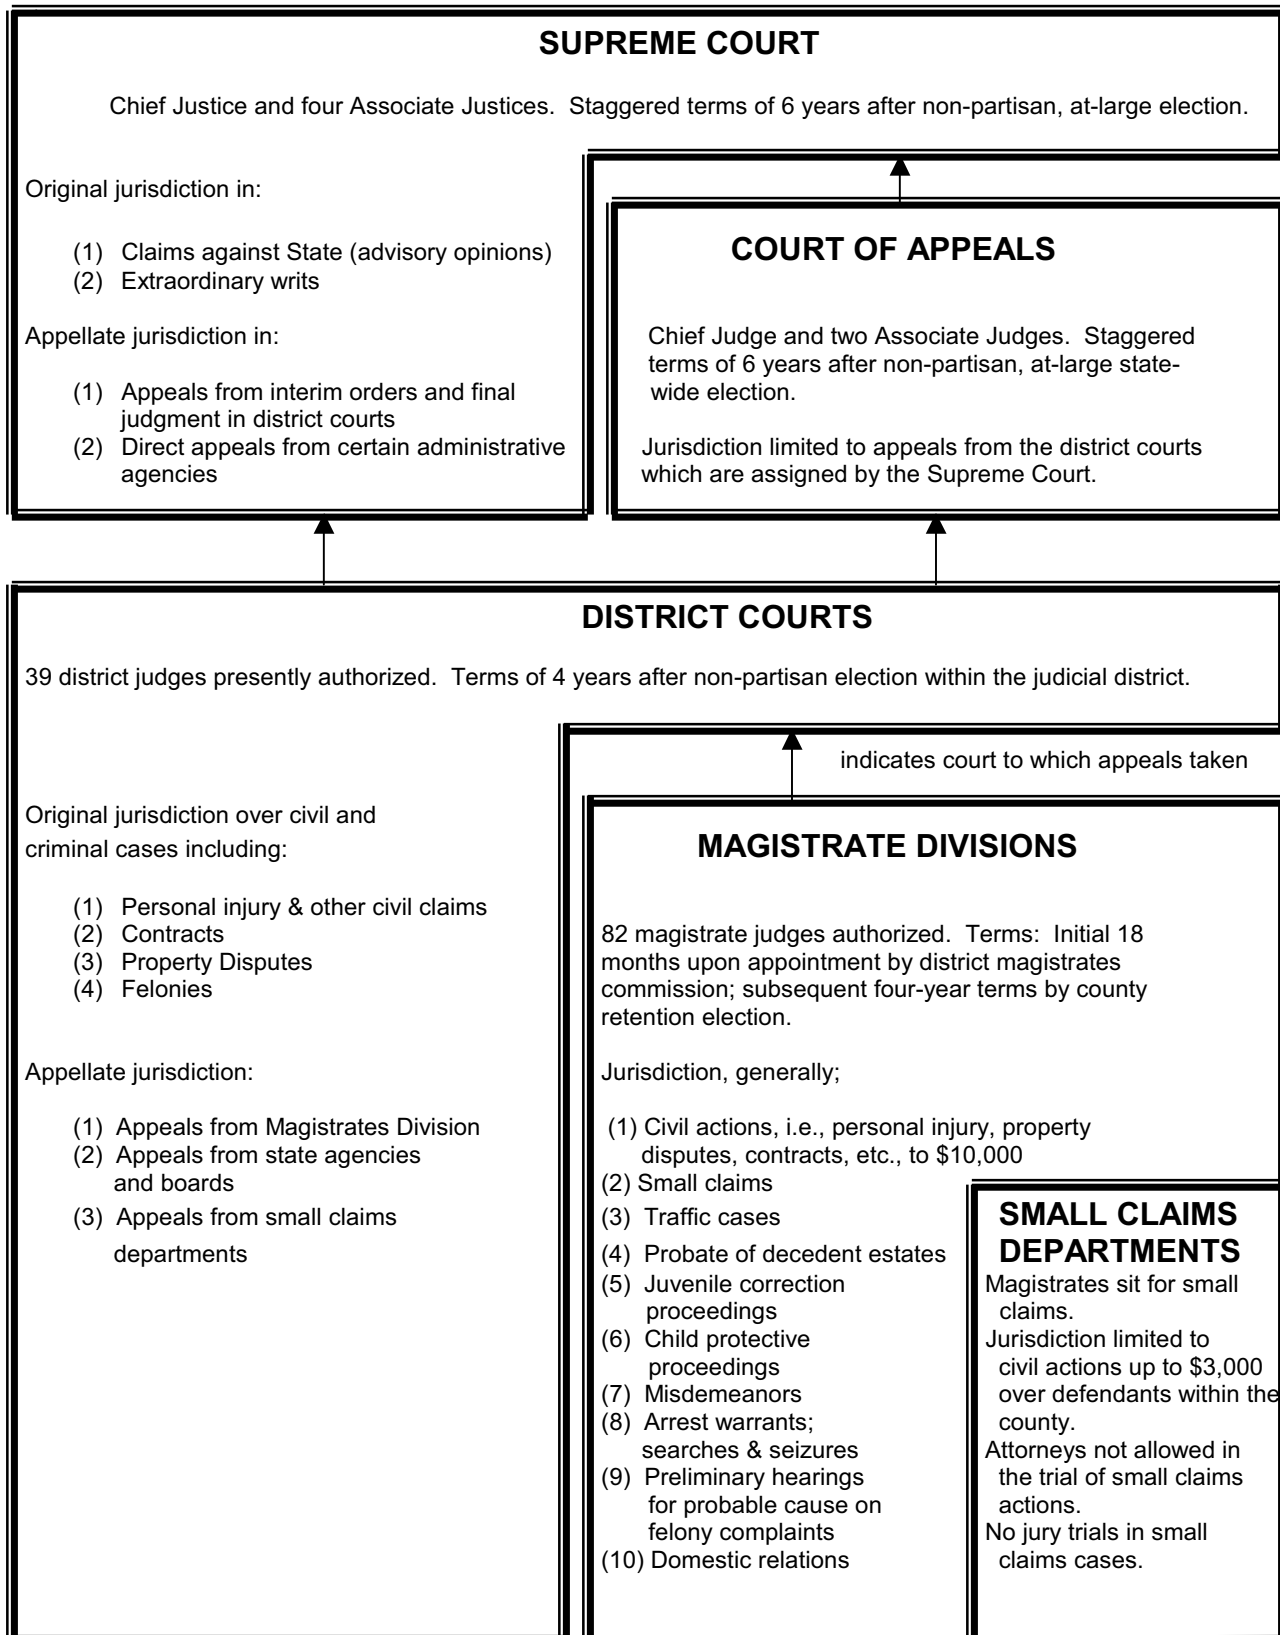 SUPREME COURT
Chief Justice and four Associate Justices. Staggered terms of 6 years after non-partisan, at-large election.
Original jurisdiction in:
(1) Claims against State (advisory opinions)
(2) Extraordinary writs
Appellate jurisdiction in:
(1) Appeals from interim orders and final
judgment in district courts
(2) Direct appeals from certain administrative
agencies
COURT OF APPEALS
Chief Judge and two Associate Judges. Staggered
terms of 6 years after non-partisan, at-large state-
wide election.
Jurisdiction limited to appeals from the district courts
which are assigned by the Supreme Court.
DISTRICT COURTS
39 district judges presently authorized. Terms of 4 years after non-partisan election within the judicial district.
Original jurisdiction over civil and
criminal cases including:
(1) Personal injury & other civil claims
(2) Contracts
(3) Property Disputes
(4) Felonies
Appellate jurisdiction:
(1) Appeals from Magistrates Division
(2) Appeals from state agencies
and boards
(3) Appeals from small claims
departments
indicates court to which appeals taken
MAGISTRATE DIVISIONS
82 magistrate judges authorized. Terms: Initial 18
months upon appointment by district magistrates
commission; subsequent four-year terms by county
retention election.
Jurisdiction, generally;
(1) Civil actions, i.e., personal injury, property
disputes, contracts, etc., to $10,000
(2) Small claims
(3) Traffic cases
(4) Probate of decedent estates
(5) Juvenile correction
proceedings
(6) Child protective
proceedings
(7) Misdemeanors
(8) Arrest warrants;
searches & seizures
(9) Preliminary hearings
for probable cause on
felony complaints
(10) Domestic relations
SMALL CLAIMS
DEPARTMENTS
Magistrates sit for small
claims.
Jurisdiction limited to
civil actions up to $3,000
over defendants within the
county.
Attorneys not allowed in
the trial of small claims
actions.
No jury trials in small
claims cases.